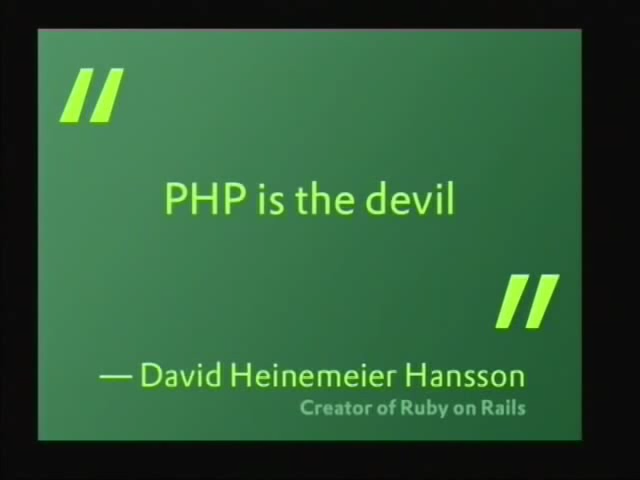 "
PHP is the devil
"
— David Heinemeier Hansson
Creator of Ruby on Rails